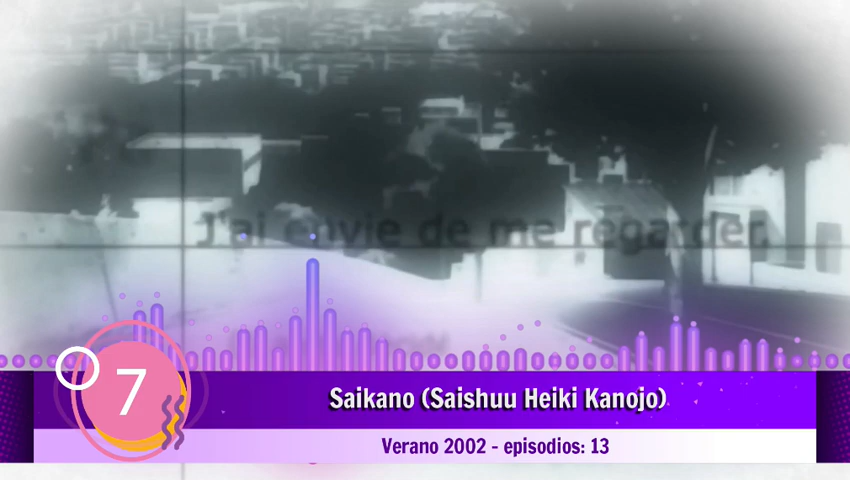 J'ai envie de me regarder,
7
Saikano (Saishuu Heiki Kanojo)
Verano 2002 - episodios: 13